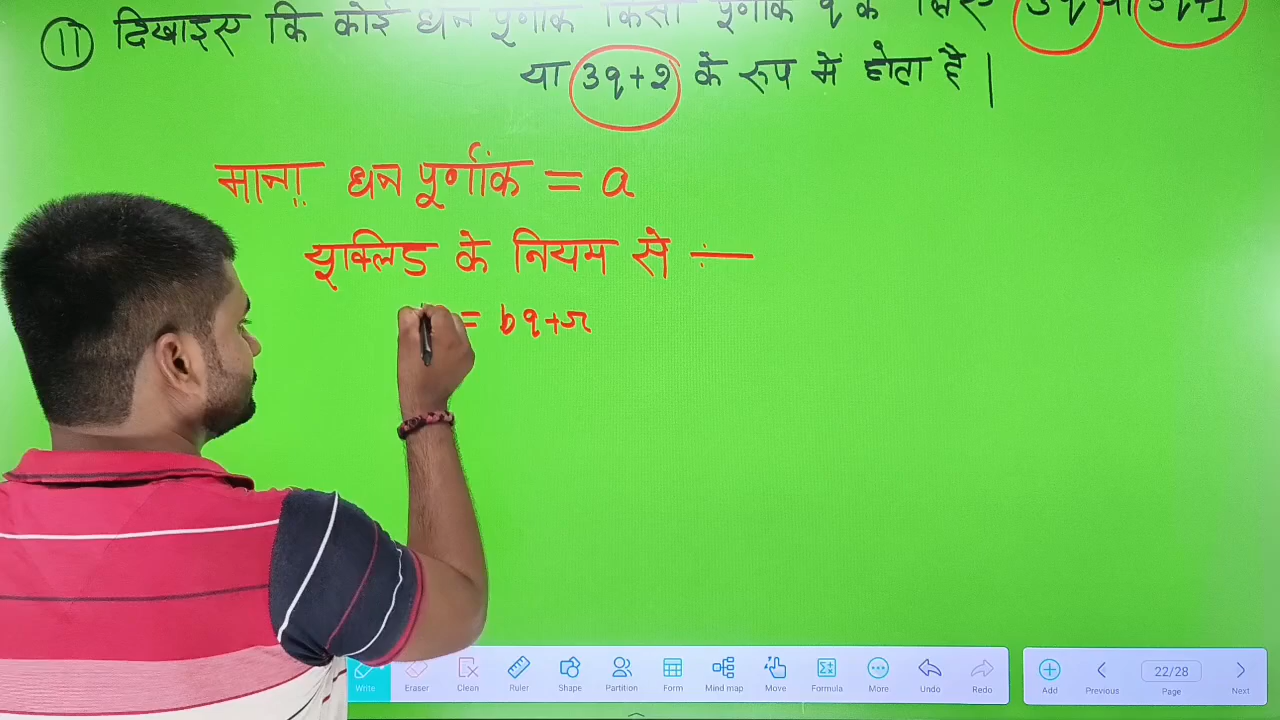 11 दिखाइए कि कोई धन पूर्णांक किसी पूर्णांक q के लिए 3q या 3q+1
या 3q+2 के रूप में होता है |
माना धन पूर्णांक = a
यूक्लिड के नियम से :-
= bq+r
Write Eraser Ruler Shape Partition Form Mind map Move Formula More Undo Redo Add Previous 22/28 Page Next